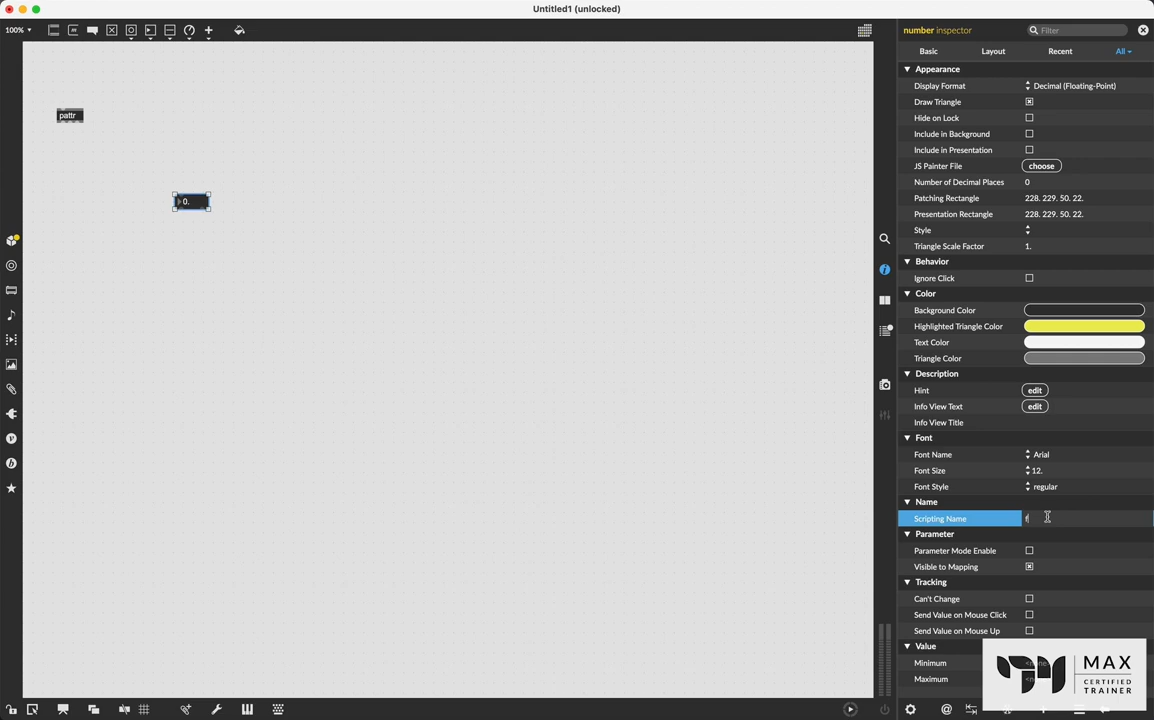 Untitled1 (unlocked)
100%
number inspector
Filter
Basic
Layout
Recent
All
Appearance
Display Format
Decimal (Floating-Point)
Draw Triangle
Hide on Lock
Include in Background
Include in Presentation
JS Painter File
choose
Number of Decimal Places
0
Patching Rectangle
228. 229. 50. 22.
Presentation Rectangle
228. 229. 50. 22.
Style
Triangle Scale Factor
1.
Behavior
Ignore Click
Color
Background Color
Highlighted Triangle Color
Text Color
Triangle Color
Description
Hint
edit
Info View Text
edit
Info View Title
Font
Font Name
Arial
Font Size
12.
Font Style
regular
Name
Scripting Name
f
Parameter
Parameter Mode Enable
Visible to Mapping
Tracking
Can't Change
Send Value on Mouse Click
Send Value on Mouse Up
Value
Minimum
Maximum
pattr
0.
MAX
CERTIFIED
TRAINER